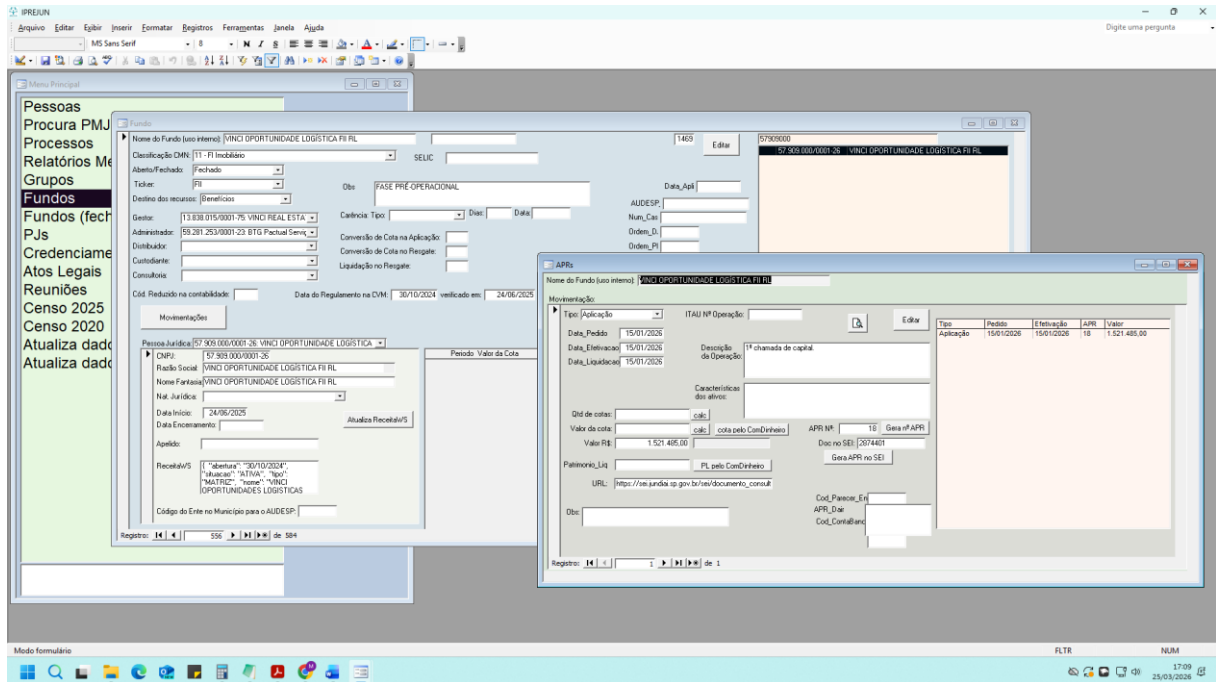 IPREJUN
Arquivo Editar Exibir Inserir Formatar Registros Ferramentas Janela Ajuda
Digite uma pergunta
MS Sans Serif 8 N I S
Menu Principal
Pessoas
Procura PMJ
Processos
Relatórios Me
Grupos
Fundos
Fundos (fech
PJs
Credenciame
Atos Legais
Reuniões
Censo 2025
Censo 2020
Atualiza dado
Atualiza dado
Fundo
Nome do Fundo (uso interno): VINCI OPORTUNIDADE LOGÍSTICA FII RL
1469
Editar
Classificação CMN: 11 - FI Imobiliário
SELIC
Aberto/Fechado: Fechado
Ticker: FII
Destino dos recursos: Benefícios
Obs: FASE PRÉ-OPERACIONAL
Data_Apli
AUDESP_
Num_Cas
Ordem_D.
Ordem_Pl
Gestor: 13.838.015/0001-75: VINCI REAL ESTA
Administrador: 59.281.253/0001-23: BTG Pactual Serviç
Distribuidor:
Custodiante:
Consultoria:
Carência: Tipo: Dias: Data:
Conversão de Cota na Aplicação:
Conversão de Cota no Resgate:
Liquidação no Resgate:
Cód. Reduzido na contabilidade:
Data do Regulamento na CVM: 30/10/2024 verificado em: 24/06/2025
Movimentações
Pessoa Jurídica: 57.909.000/0001-26: VINCI OPORTUNIDADE LOGÍSTICA
CNPJ: 57.909.000/0001-26
Razão Social: VINCI OPORTUNIDADE LOGÍSTICA FII RL
Nome Fantasia: VINCI OPORTUNIDADE LOGÍSTICA FII RL
Nat. Jurídica:
Data Início: 24/06/2025
Data Encerramento:
Atualiza ReceitaWS
Apelido:
ReceitaWS
{ "abertura": "30/10/2024",
"situacao": "ATIVA", "tipo":
"MATRIZ", "nome": "VINCI
OPORTUNIDADES LOGISTICAS
Código do Ente no Município para o AUDESP:
Período Valor da Cota
Registro: 556 de 584
57909000
57.909.000/0001-26 VINCI OPORTUNIDADE LOGÍSTICA FII RL
APRs
Nome do Fundo (uso interno): VINCI OPORTUNIDADE LOGÍSTICA FII RL
Movimentação:
Tipo: Aplicação
ITAU Nº Operação:
Editar
Data_Pedido 15/01/2026
Data_Efetivacao 15/01/2026
Data_Liquidacao 15/01/2026
Descrição da Operação: 1ª chamada de capital.
Características dos ativos:
Qtd de cotas: calc
Valor da cota: calc cota pelo ComDinheiro
APR Nº: 18 Gera nº APR
Valor R$: 1.521.485,00
Doc no SEI: 2874401
Gera APR no SEI
Patrimonio_Liq PL pelo ComDinheiro
URL: https://sei.jundiai.sp.gov.br/sei/documento_consult
Obs:
Cod_Parecer_En
APR_Dair
Cod_ContaBanc
Tipo Pedido Efetivação APR Valor
Aplicação 15/01/2026 15/01/2026 18 1.521.485,00
Registro: 1 de 1
Modo formulário
FLTR NUM
17:09
25/03/2026